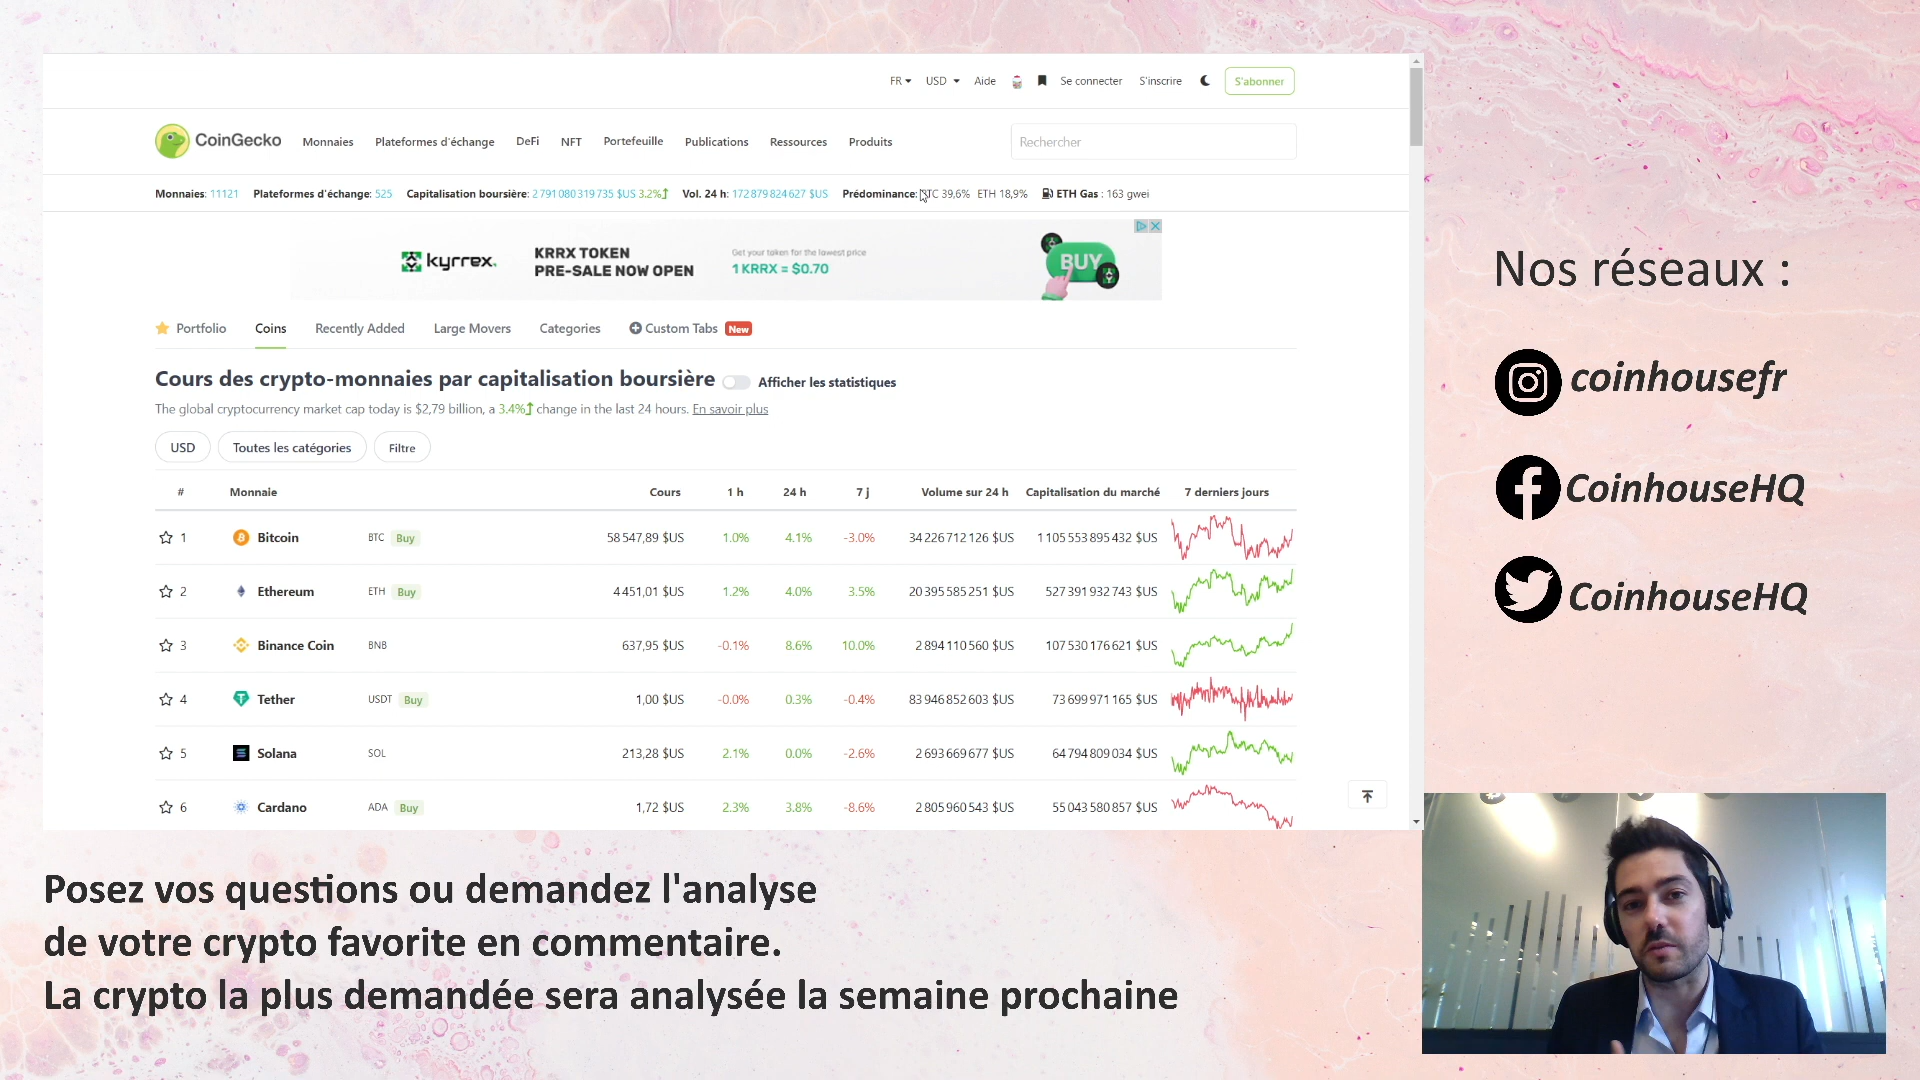 FR USD Aide Se connecter S'inscrire S'abonner
CoinGecko Monnaies Plateformes d'échange DeFi NFT Portefeuille Publications Ressources Produits Rechercher
Monnaies: 11121 Plateformes d'échange: 525 Capitalisation boursière: 2 791 080 319 735 $US 3.2% Vol. 24 h: 172 879 824 627 $US Prédominance: BTC 39,6% ETH 18,9% ETH Gas : 163 gwei
kyrrex.
KRRX TOKEN
PRE-SALE NOW OPEN
Get your token for the lowest price
1 KRRX = $0.70
BUY
Portfolio Coins Recently Added Large Movers Categories Custom Tabs New
Cours des crypto-monnaies par capitalisation boursière Afficher les statistiques
The global cryptocurrency market cap today is $2,79 billion, a 3.4% change in the last 24 hours. En savoir plus
USD Toutes les catégories Filtre
# Monnaie Cours 1 h 24 h 7 j Volume sur 24 h Capitalisation du marché 7 derniers jours
1 Bitcoin BTC Buy 58 547,89 $US 1.0% 4.1% -3.0% 34 226 712 126 $US 1 105 553 895 432 $US
2 Ethereum ETH Buy 4 451,01 $US 1.2% 4.0% 3.5% 20 395 585 251 $US 527 391 932 743 $US
3 Binance Coin BNB 637,95 $US -0.1% 8.6% 10.0% 2 894 110 560 $US 107 530 176 621 $US
4 Tether USDT Buy 1,00 $US -0.0% 0.3% -0.4% 83 946 852 603 $US 73 699 971 165 $US
5 Solana SOL 213,28 $US 2.1% 0.0% -2.6% 2 693 669 677 $US 64 794 809 034 $US
6 Cardano ADA Buy 1,72 $US 2.3% 3.8% -8.6% 2 805 960 543 $US 55 043 580 857 $US
Nos réseaux :
coinhousefr
CoinhouseHQ
CoinhouseHQ
Posez vos questions ou demandez l'analyse
de votre crypto favorite en commentaire.
La crypto la plus demandée sera analysée la semaine prochaine